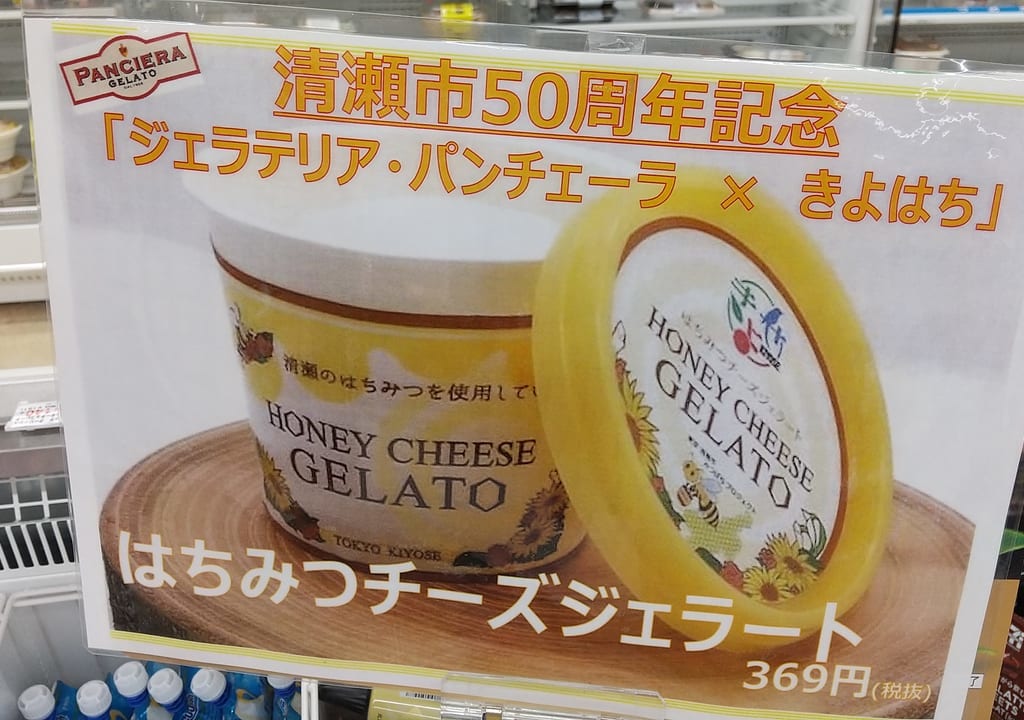 PANCIERA
GELATO
清瀬市50周年記念
「ジェラテリア・パンチェーラ × きよはち」
清瀬のはちみつを使用してい
HONEY CHEESE
GELATO
TOKYO KIYOSE
はちみつチーズジェラート
HONEY CHEESE
GELATO
はちみつチーズジェラート
369円(税抜)